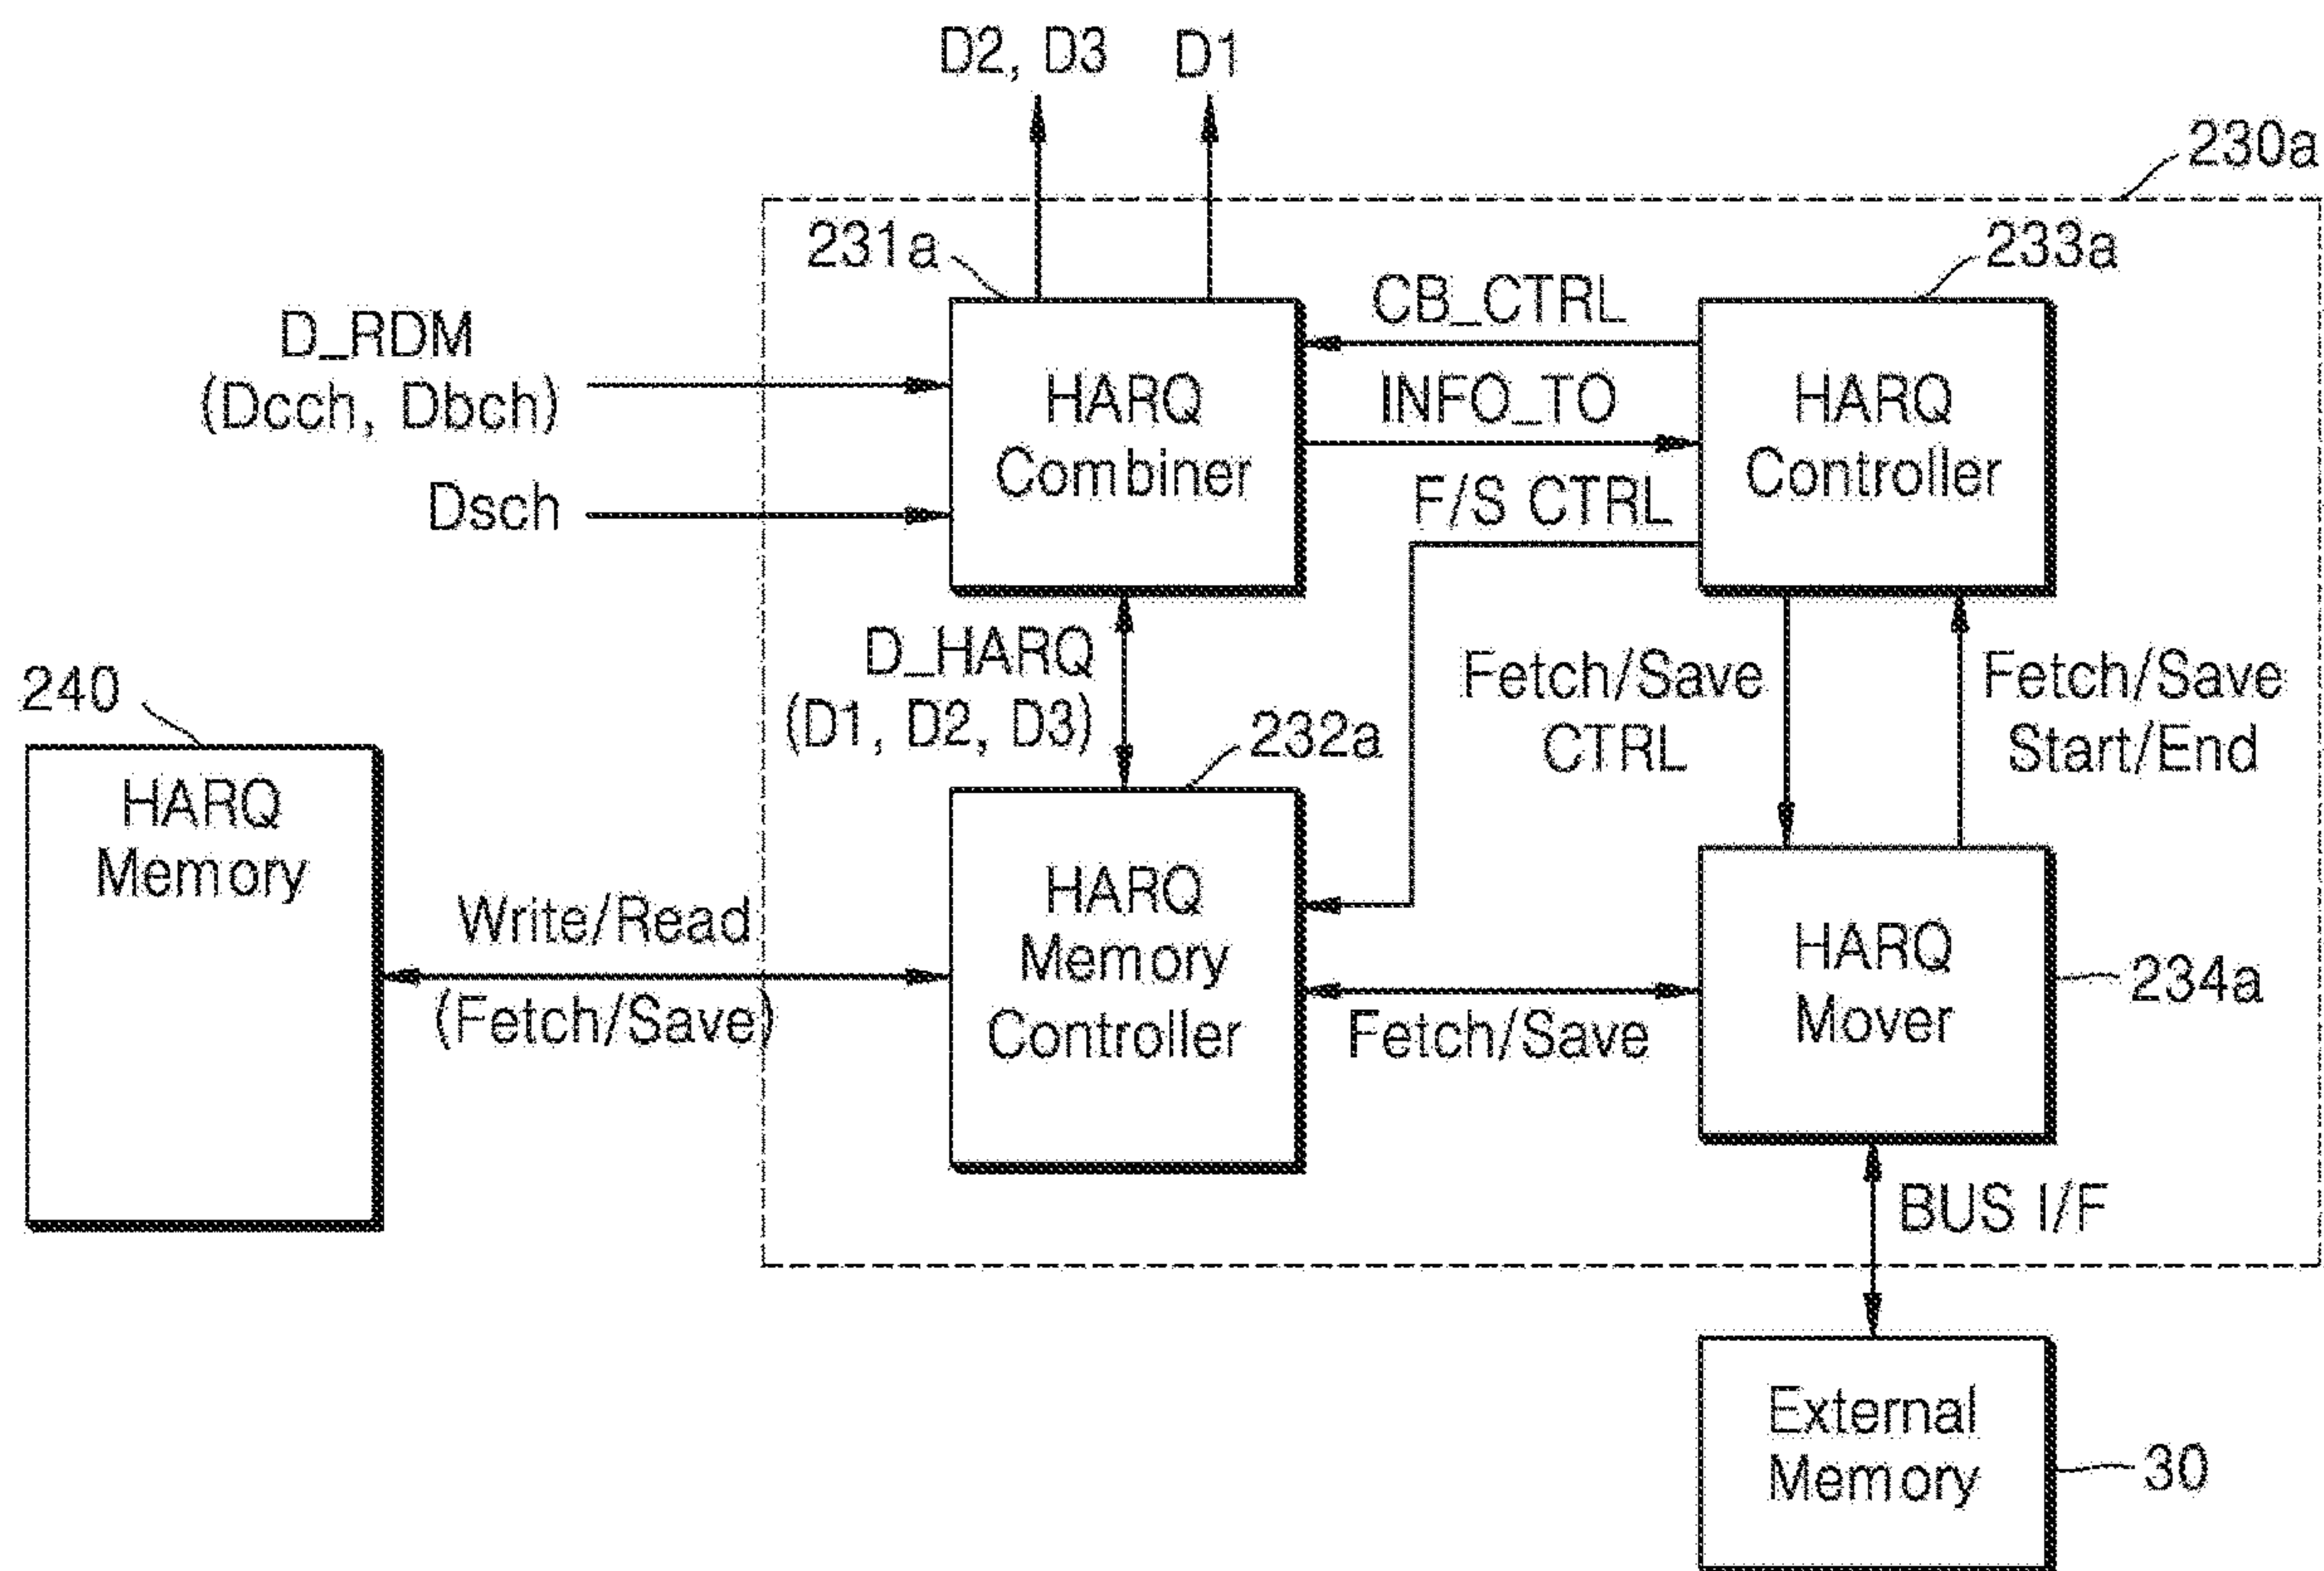 D2, D3
D1
230a
231a
233a
D_RDM
(Dcch, Dbch)
Dsch
HARQ
Combiner
CB_CTRL
INFO_TO
F/S CTRL
HARQ
Controller
D_HARQ
(D1, D2, D3)
Fetch/Save
CTRL
Fetch/Save
Start/End
240
232a
HARQ
Memory
Write/Read
(Fetch/Save)
HARQ
Memory
Controller
Fetch/Save
HARQ
Mover
234a
BUS I/F
External
Memory
30